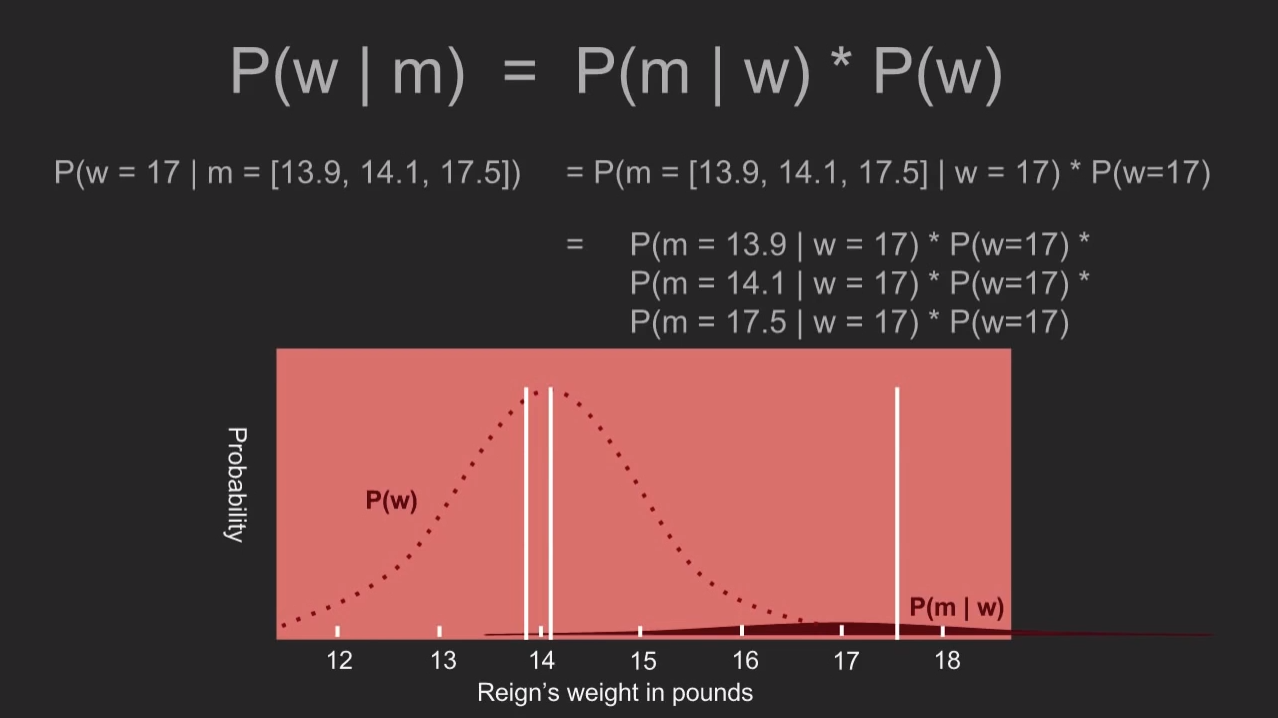 P(w | m) = P(m | w) * P(w)
P(w = 17 | m = [13.9, 14.1, 17.5]) = P(m = [13.9, 14.1, 17.5] | w = 17) * P(w=17)
= P(m = 13.9 | w = 17) * P(w=17) *
P(m = 14.1 | w = 17) * P(w=17) *
P(m = 17.5 | w = 17) * P(w=17)
Probability
P(w)
P(m | w)
12 13 14 15 16 17 18
Reign's weight in pounds